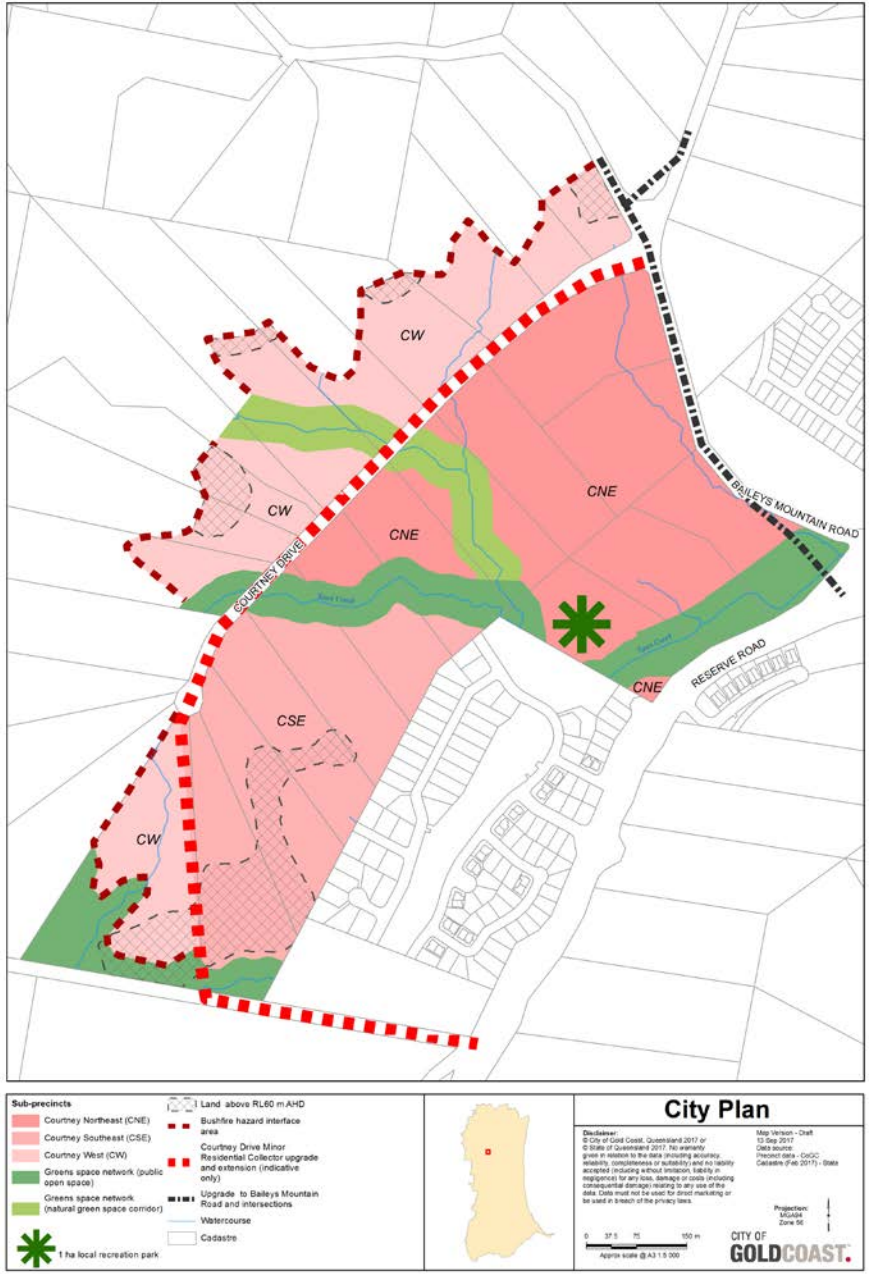 CW
CW
CNE
CNE
COURTNEY DRIVE
BAILEYS MOUNTAIN ROAD
RESERVE ROAD
CNE
CSE
CW
Sub-precincts
Courtney Northeast (CNE)
Courtney Southeast (CSE)
Courtney West (CW)
Greens space network (public
open space)
Greens space network
(natural green space corridor)
1 ha local recreation park
Land above RL60 m AHD
Bushfire hazard interface
area
Courtney Drive Minor
Residential Collector upgrade
and extension (indicative
only)
Upgrade to Baileys Mountain
Road and intersections
Watercourse
Cadastre
City Plan
Disclaimer:
© City of Gold Coast, Queensland 2017 or
© State of Queensland 2017. No warranty
given in relation to the data (including accuracy,
reliability, completeness or suitability) and no liability
accepted (including without limitation, liability in
negligence) for any loss, damage or costs (including
consequential damage) relating to any use of the
data. Data must not be used for direct marketing or
be used in breach of the privacy laws.
Map Version - Draft
13 Sep 2017
Data source:
Precinct data - CoGC
Cadastre (Feb 2017) - State
Projection:
MGA94
Zone 56
0 37.5 75 150 m
Approx scale @ A3 1:5 000
CITY OF
GOLDCOAST.